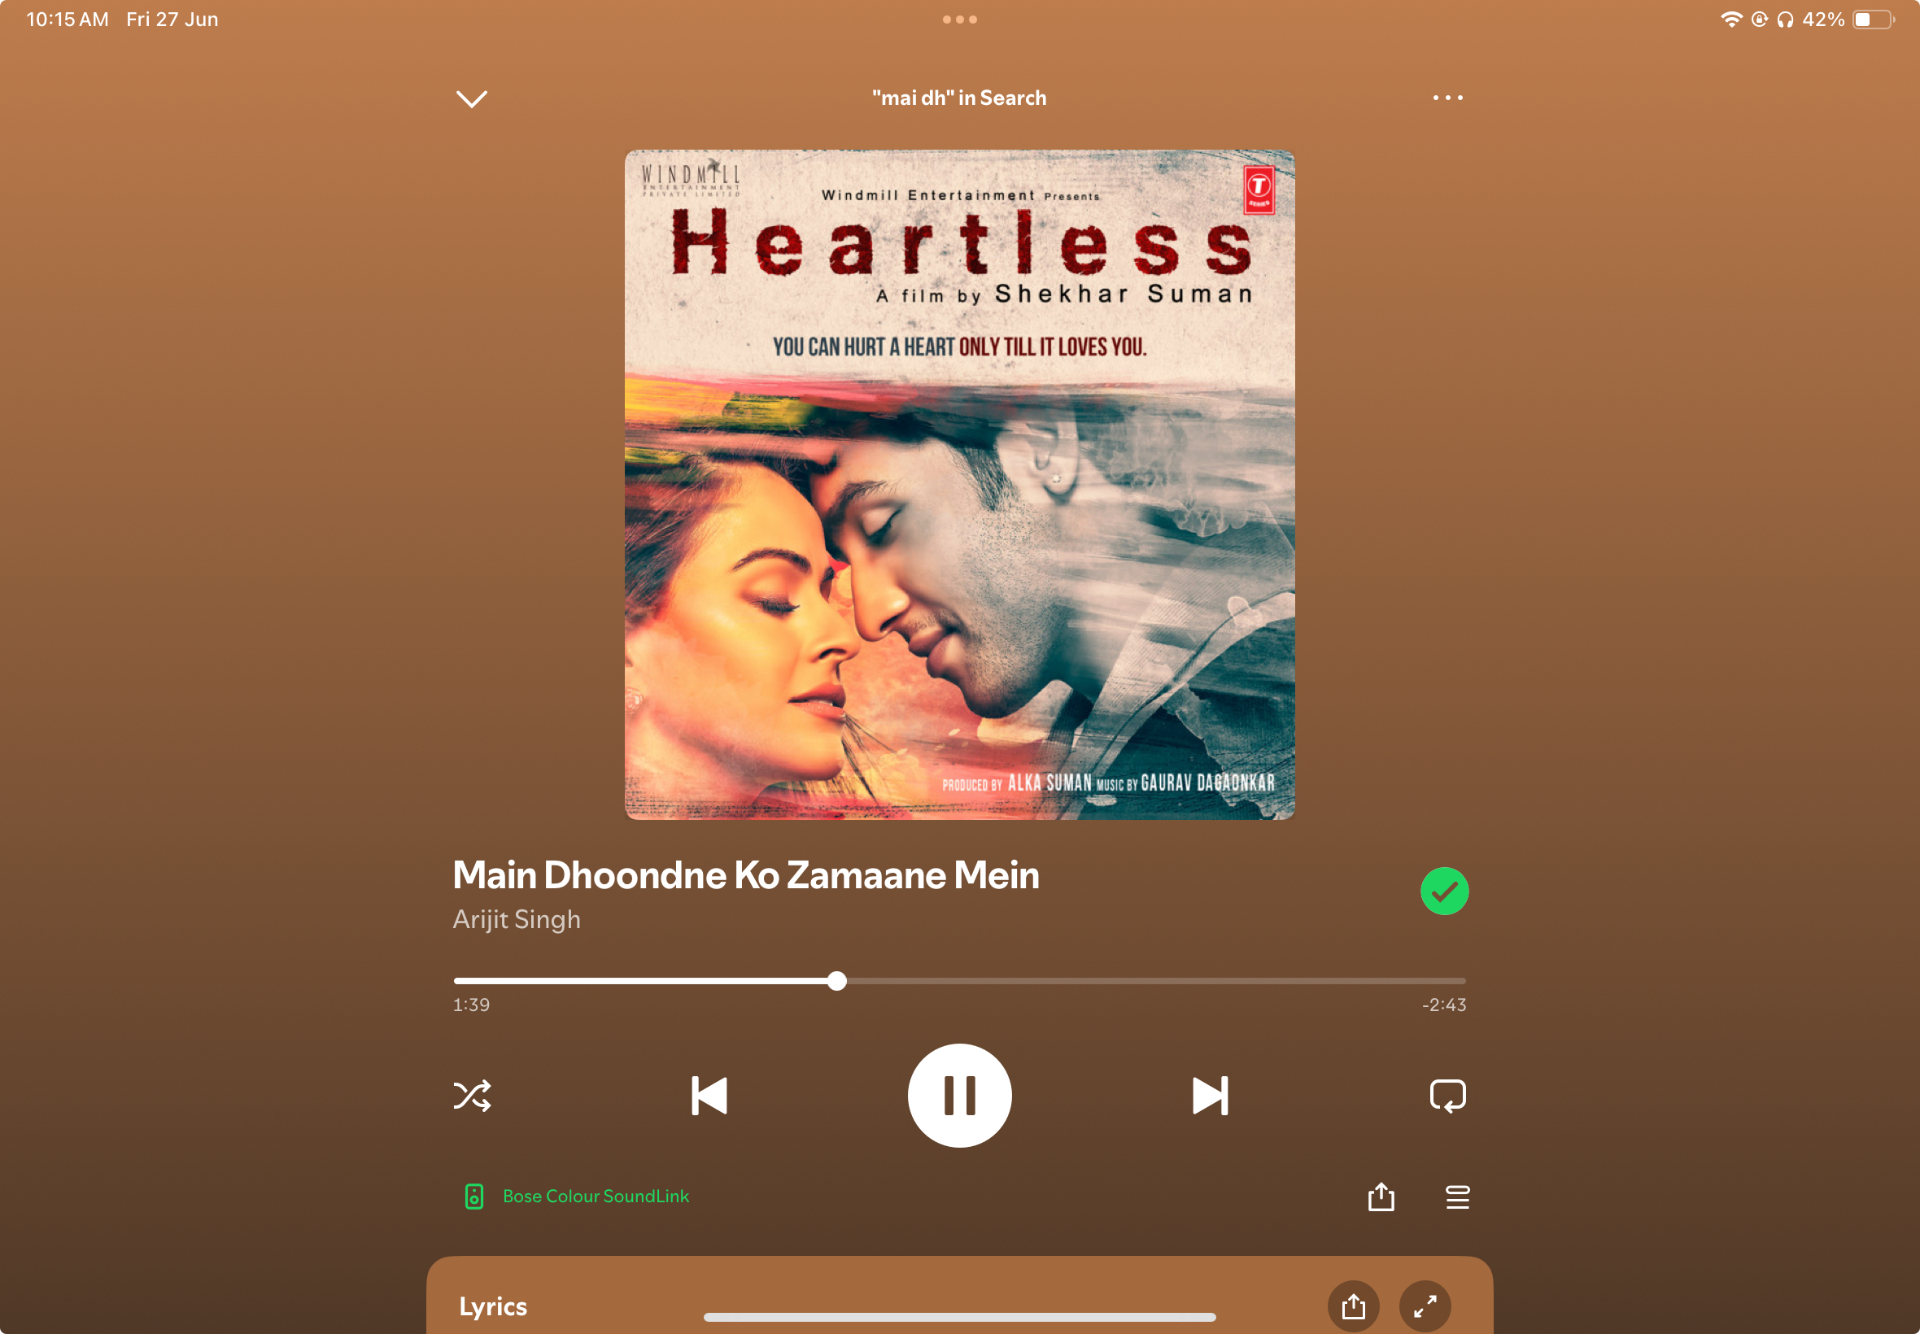 10:15 AM Fri 27 Jun
42%
"mai dh" in Search
WINDMILL
ENTERTAINMENT
PRIVATE LIMITED
T
SERIES
Windmill Entertainment Presents
Heartless
A film by Shekhar Suman
YOU CAN HURT A HEART ONLY TILL IT LOVES YOU.
PRODUCED BY ALKA SUMAN MUSIC BY GAURAV DAGAONKAR
Main Dhoondne Ko Zamaane Mein
Arijit Singh
1:39
-2:43
Bose Colour SoundLink
Lyrics